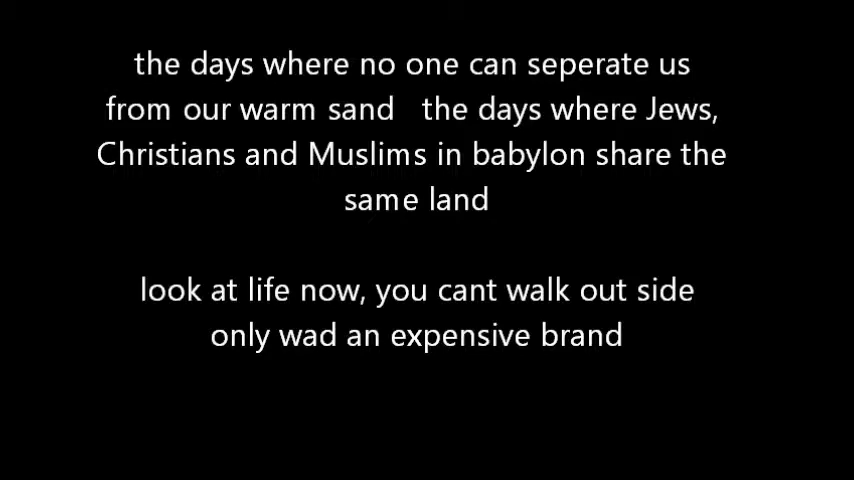 the days where no one can seperate us
from our warm sand   the days where Jews,
Christians and Muslims in babylon share the
same land
look at life now, you cant walk out side
only wad an expensive brand